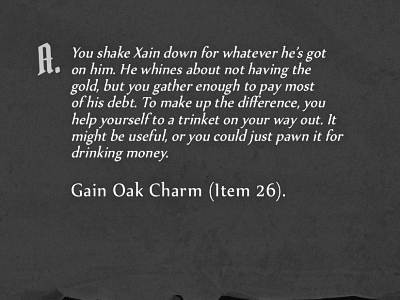 A. You shake Xain down for whatever he's got
on him. He whines about not having the
gold, but you gather enough to pay most
of his debt. To make up the difference, you
help yourself to a trinket on your way out. It
might be useful, or you could just pawn it for
drinking money.
Gain Oak Charm (Item 26).